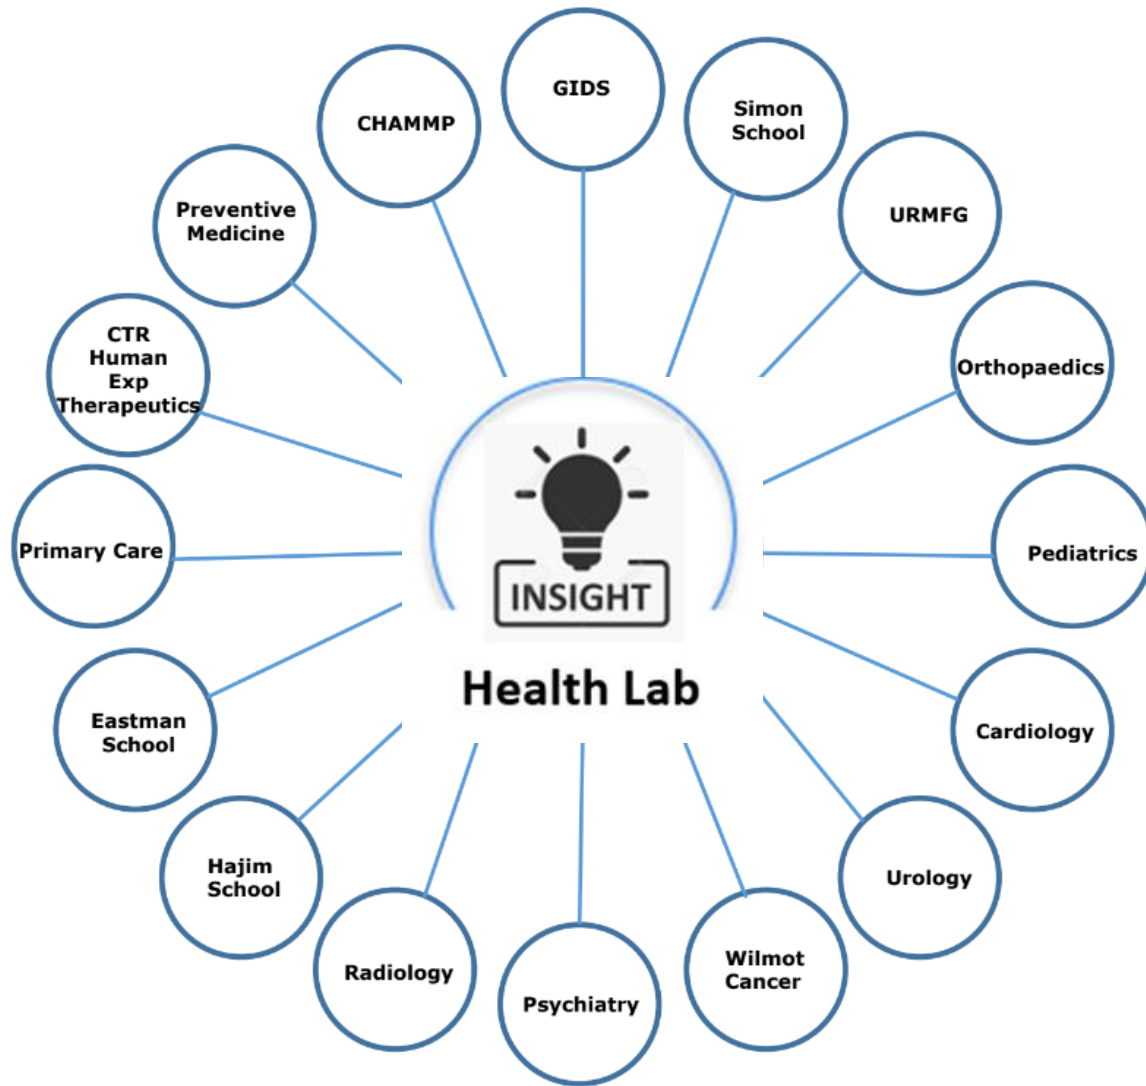 GIDS
Simon
School
URMFG
Orthopaedics
Pediatrics
Cardiology
Urology
Wilmot
Cancer
Psychiatry
Radiology
Hajim
School
Eastman
School
Primary Care
CTR
Human
Exp
Therapeutics
Preventive
Medicine
CHAMMP
INSIGHT
Health Lab